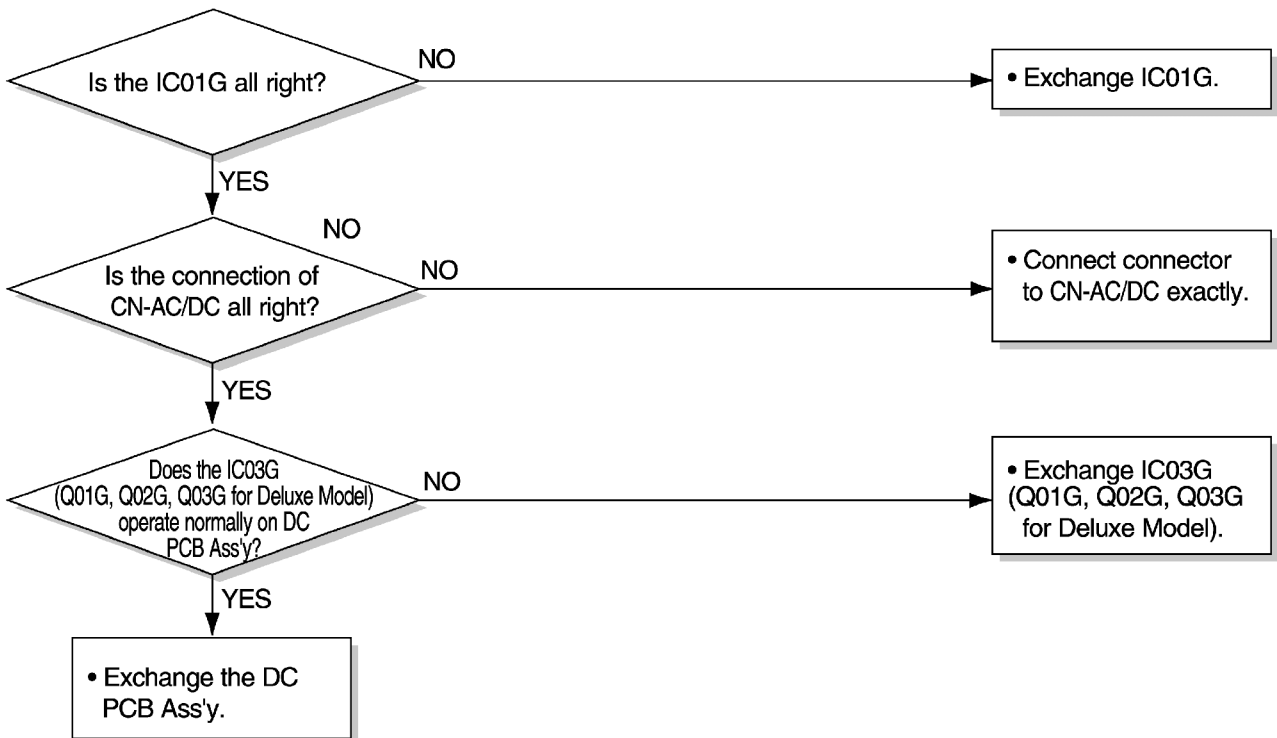 Is the IC01G all right?
NO
• Exchange IC01G.
YES
NO
Is the connection of
CN-AC/DC all right?
NO
• Connect connector
to CN-AC/DC exactly.
YES
Does the IC03G
(Q01G, Q02G, Q03G for Deluxe Model)
operate normally on DC
PCB Ass'y?
NO
• Exchange IC03G
(Q01G, Q02G, Q03G
for Deluxe Model).
YES
• Exchange the DC
PCB Ass'y.